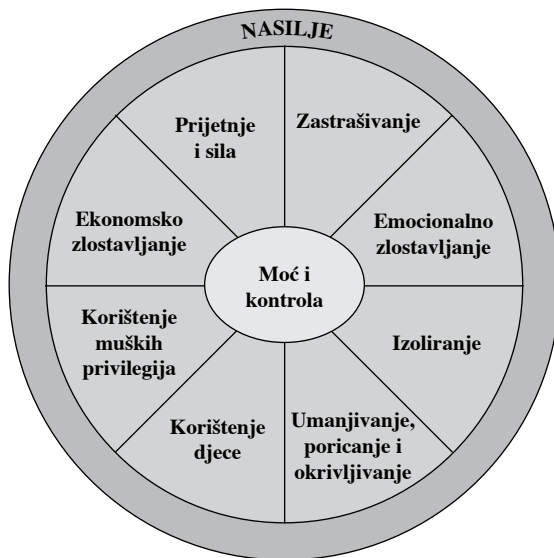 NASILJE
Prijetnje
i sila
Zastrašivanje
Ekonomsko
zlostavljanje
Emocionalno
zlostavljanje
Moć i
kontrola
Korištenje
muških
privilegija
Izoliranje
Korištenje
djece
Umanjivanje,
poricanje i
okrivljivanje